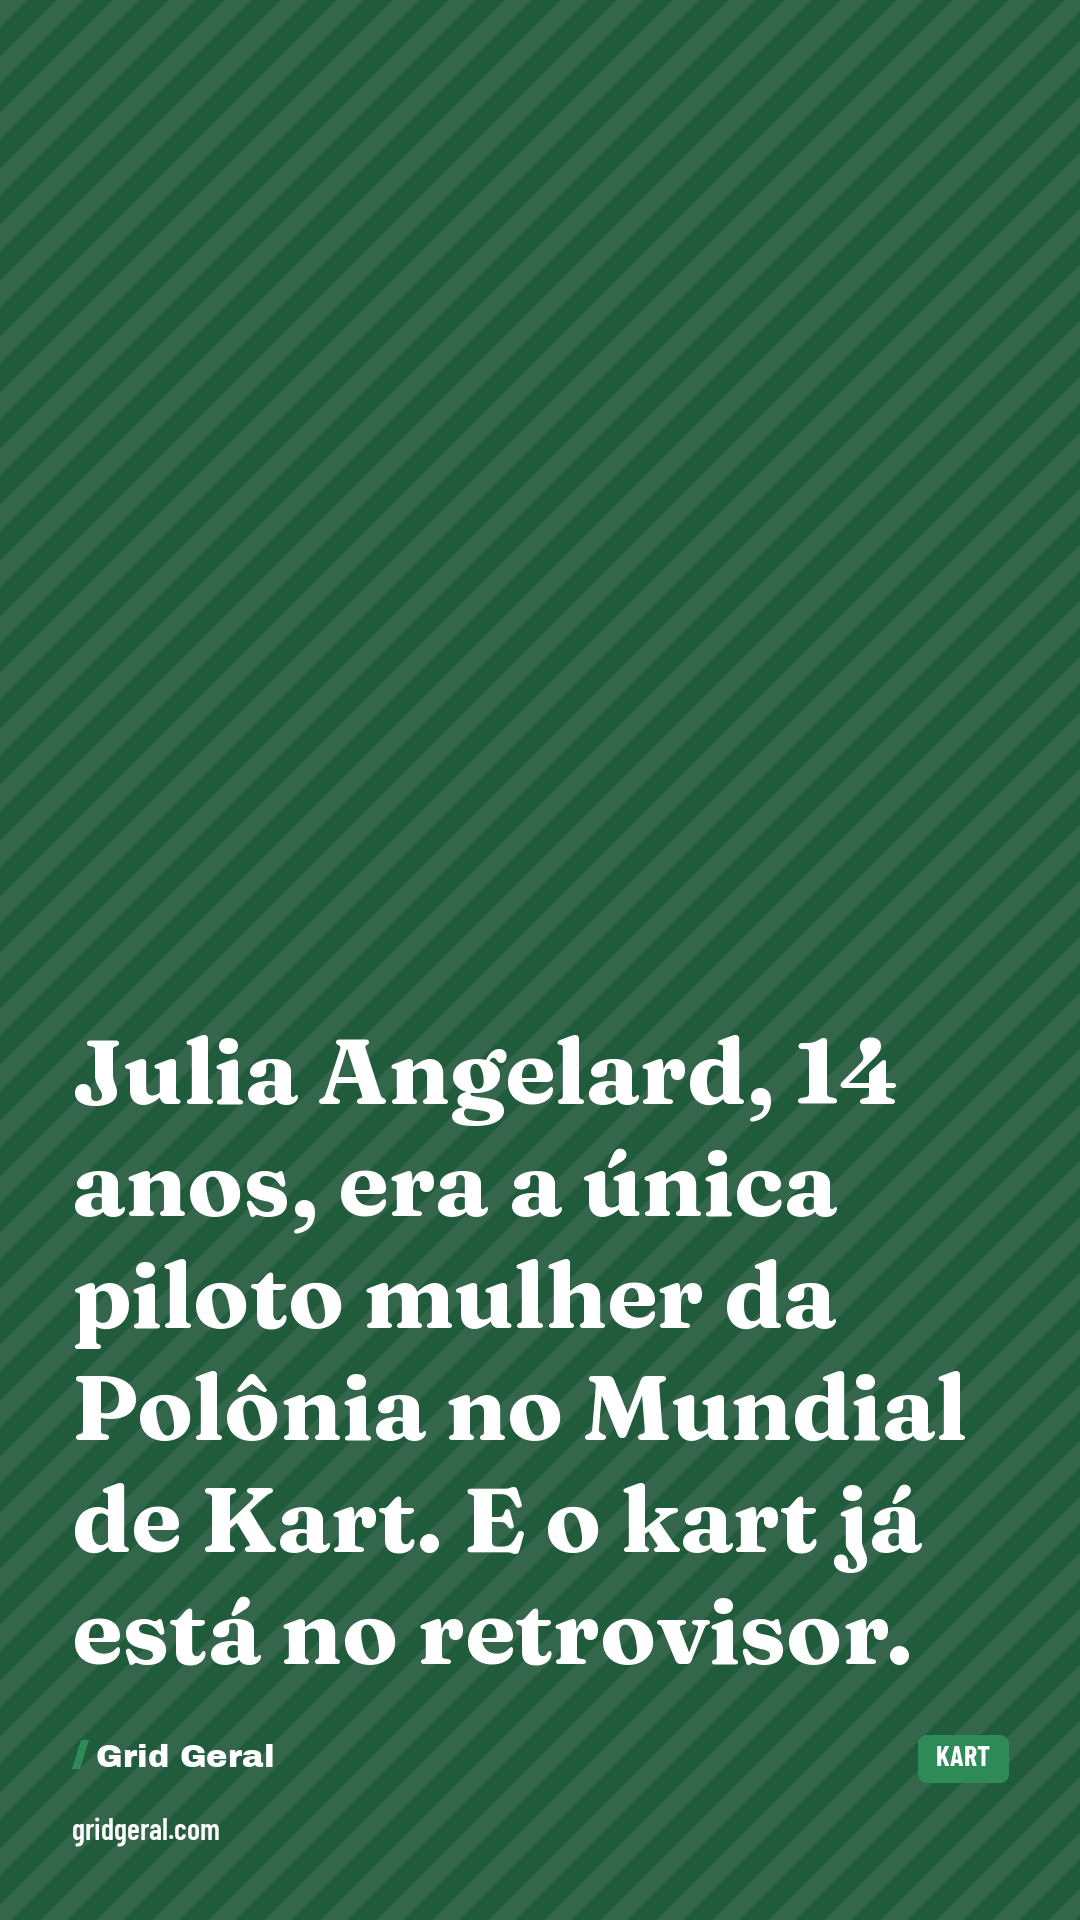 Julia Angelard, 14
anos, era a única
piloto mulher da
Polônia no Mundial
de Kart. E o kart já
está no retrovisor.
/ Grid Geral
KART
gridgeral.com